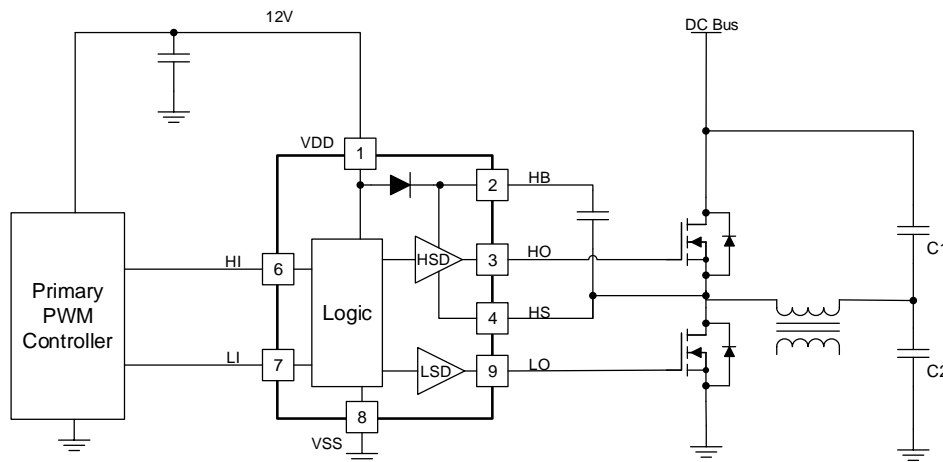 12V
DC Bus
VDD
1
2
HB
HI
6
HSD
3
HO
C1
Primary
PWM
Controller
Logic
4
HS
LI
7
LSD
9
LO
C2
8
VSS